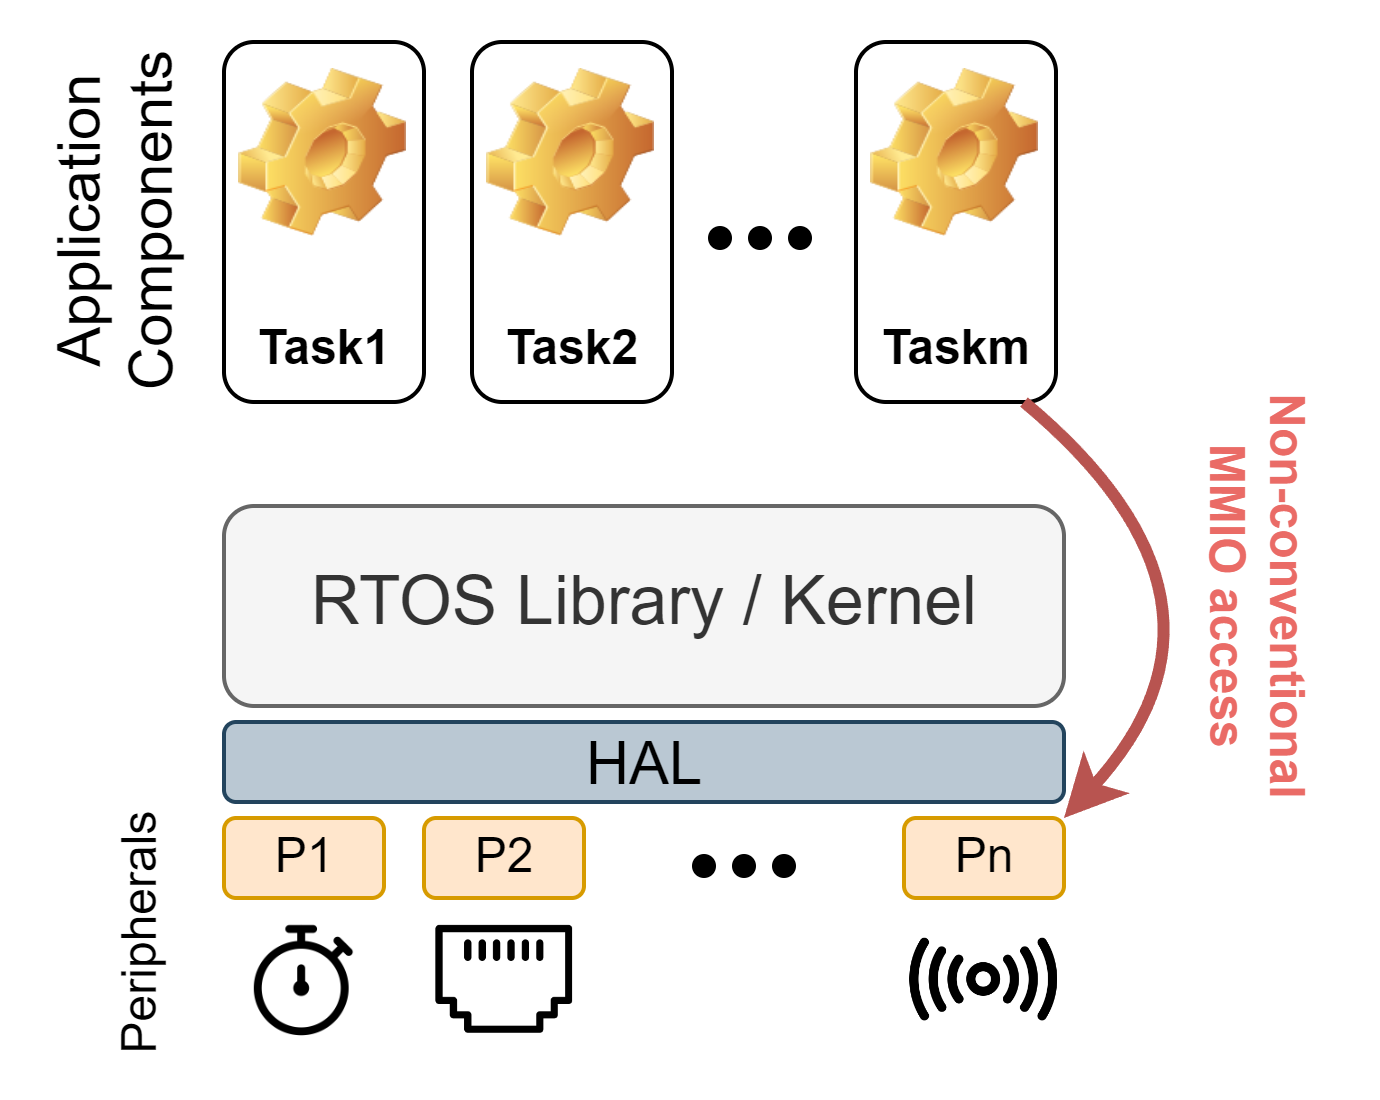 Application
Components
Task1
Task2
Taskm
Non-conventional
MMIO access
RTOS Library / Kernel
HAL
Peripherals
P1
P2
Pn